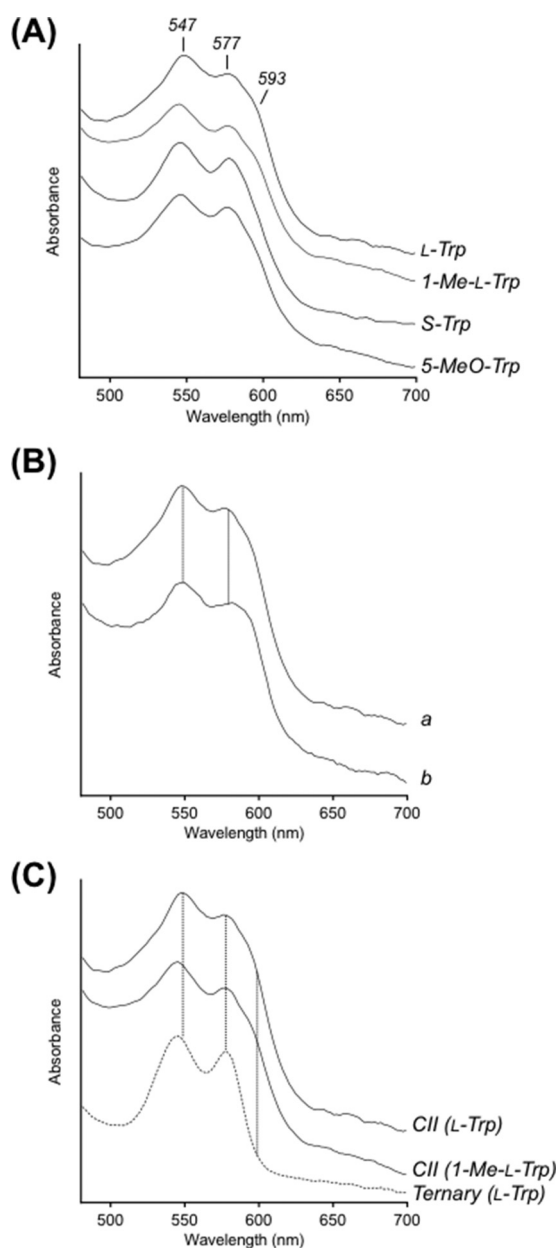 (A)
547
577
593
Absorbance
L-Trp
1-Me-L-Trp
S-Trp
5-MeO-Trp
500 550 600 650 700
Wavelength (nm)
(B)
Absorbance
a
b
500 550 600 650 700
Wavelength (nm)
(C)
Absorbance
CII (L-Trp)
CII (1-Me-L-Trp)
Ternary (L-Trp)
500 550 600 650 700
Wavelength (nm)